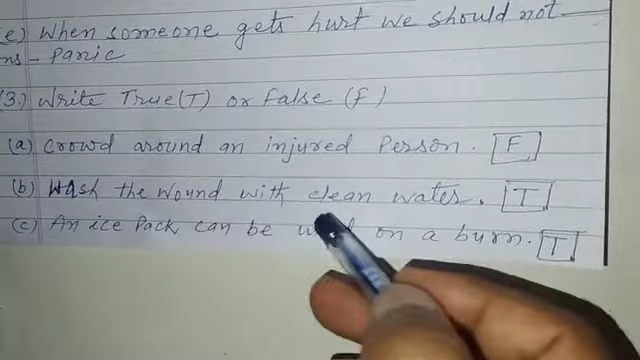 e) When someone gets hurt we should not
ns - Panic
(3.) Write True(T) or False (F)
(a) Crowd around an injured Person. [F]
(b) Wash the wound with clean water. [T]
(c) An ice Pack can be on a burn. [T]